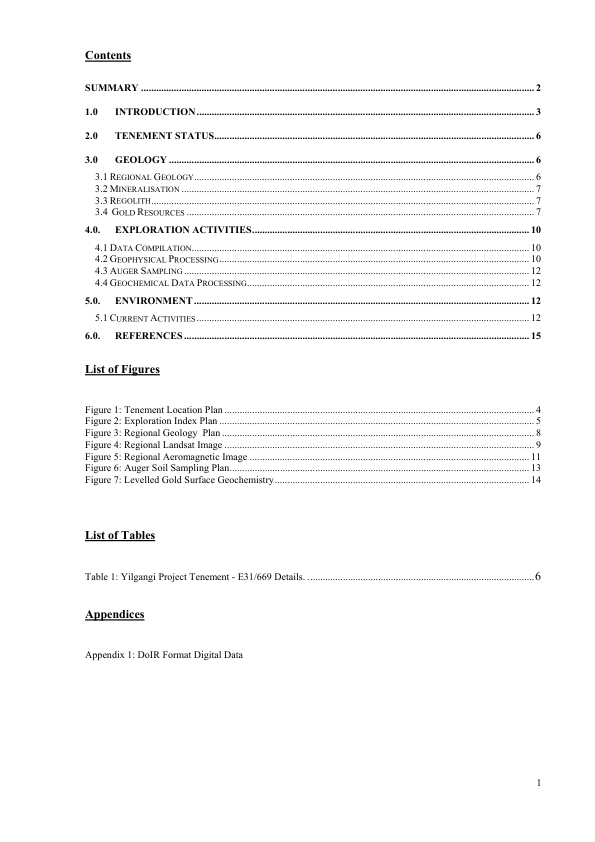 Contents
SUMMARY ........................................................................ 2
1.0 INTRODUCTION ........................................................................ 3
2.0 TENEMENT STATUS ........................................................................ 6
3.0 GEOLOGY ........................................................................ 6
3.1 REGIONAL GEOLOGY ........................................................................ 6
3.2 MINERALISATION ........................................................................ 7
3.3 REGOLITH ........................................................................ 7
3.4 GOLD RESOURCES ........................................................................ 7
4.0. EXPLORATION ACTIVITIES ........................................................................ 10
4.1 DATA COMPILATION ........................................................................ 10
4.2 GEOPHYSICAL PROCESSING ........................................................................ 10
4.3 AUGER SAMPLING ........................................................................ 12
4.4 GEOCHEMICAL DATA PROCESSING ........................................................................ 12
5.0. ENVIRONMENT ........................................................................ 12
5.1 CURRENT ACTIVITIES ........................................................................ 12
6.0. REFERENCES ........................................................................ 15
List of Figures
Figure 1: Tenement Location Plan ........................................................................ 4
Figure 2: Exploration Index Plan ........................................................................ 5
Figure 3: Regional Geology Plan ........................................................................ 8
Figure 4: Regional Landsat Image ........................................................................ 9
Figure 5: Regional Aeromagnetic Image ........................................................................ 11
Figure 6: Auger Soil Sampling Plan ........................................................................ 13
Figure 7: Levelled Gold Surface Geochemistry ........................................................................ 14
List of Tables
Table 1: Yilgangi Project Tenement - E31/669 Details. ........................................................................ 6
Appendices
Appendix 1: DoIR Format Digital Data
1